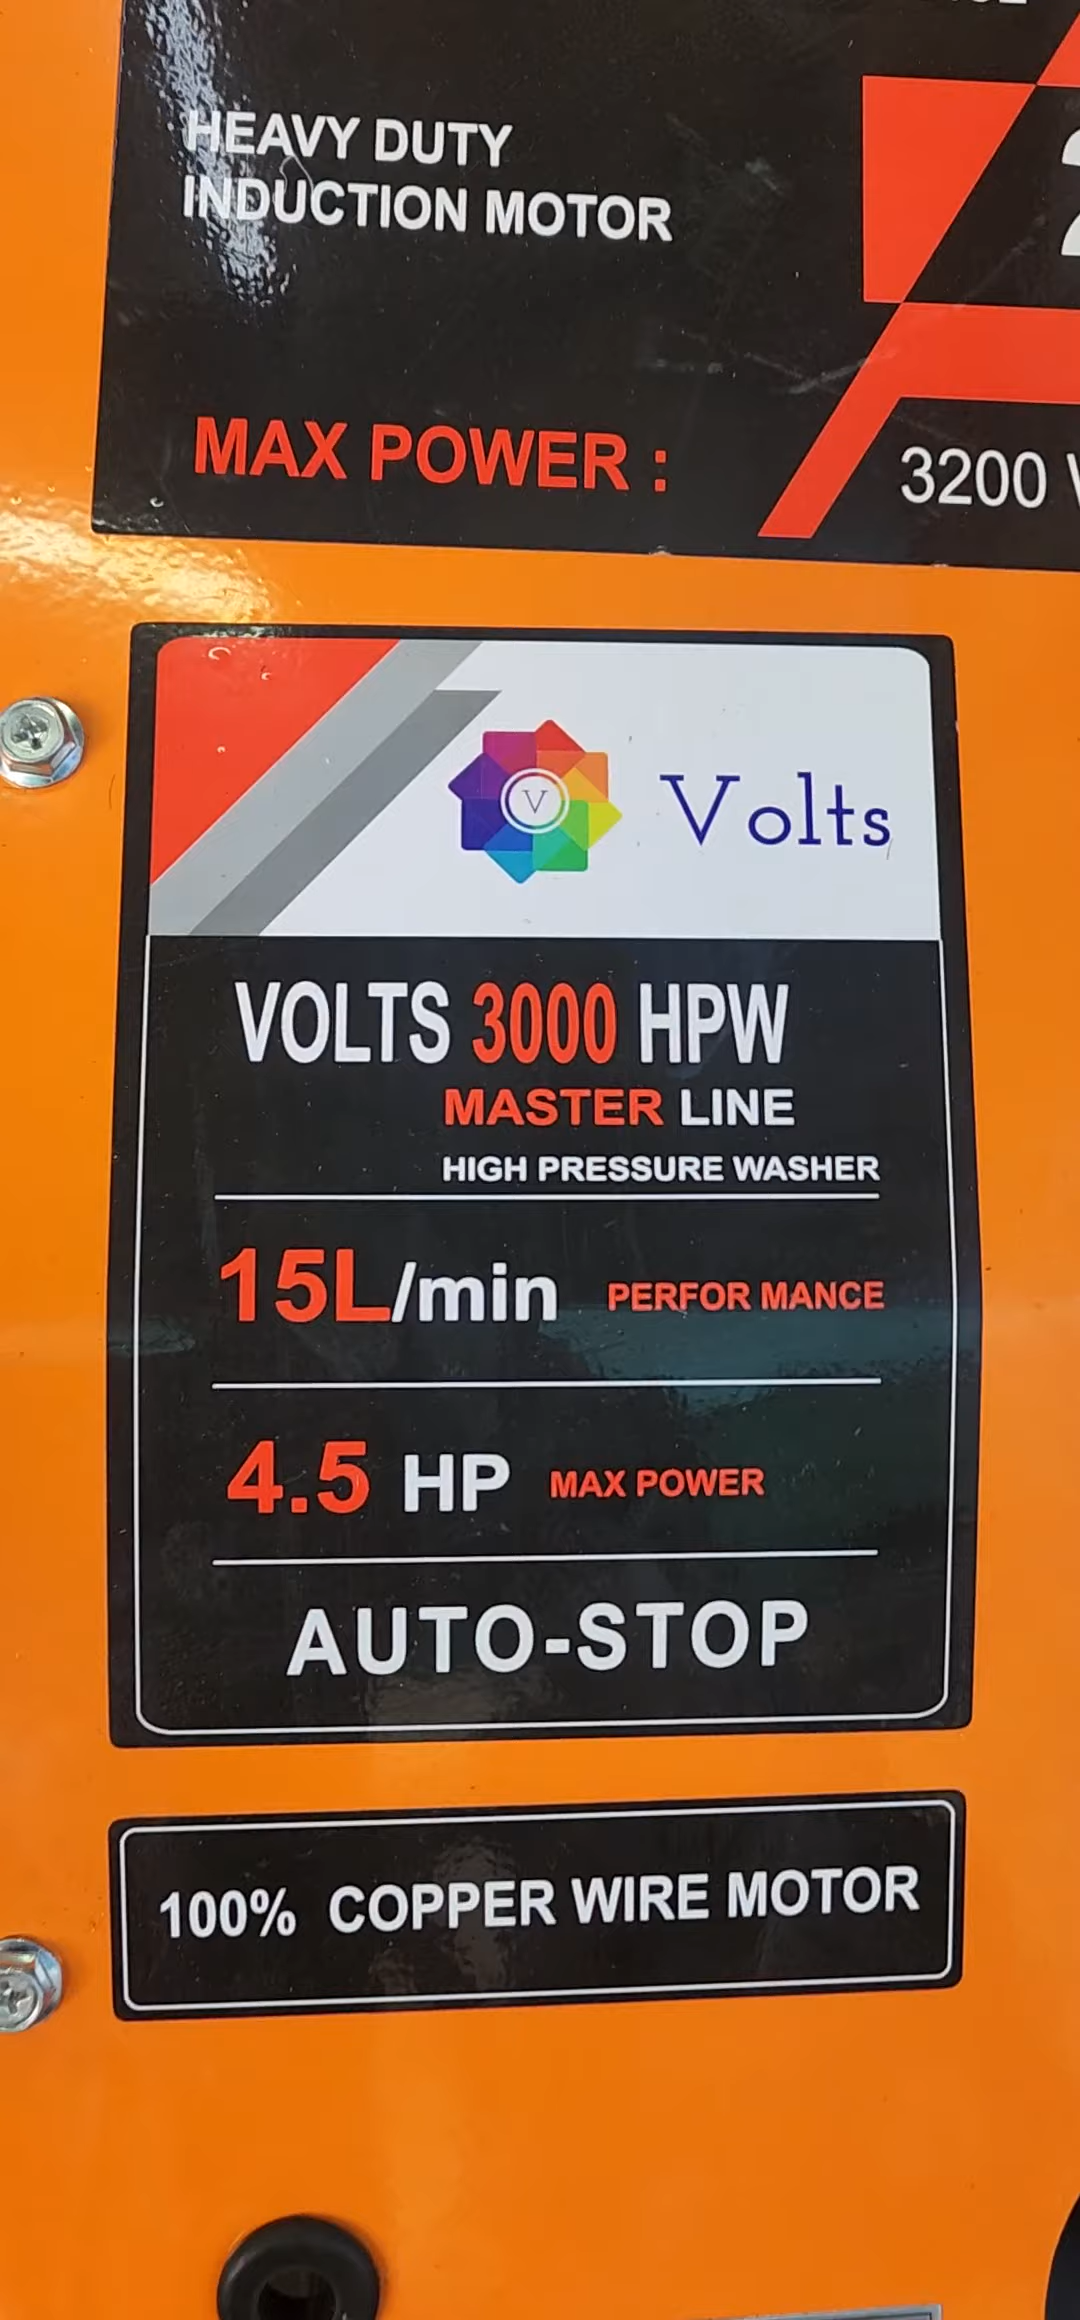 HEAVY DUTY
INDUCTION MOTOR
MAX POWER :
3200
V
Volts
VOLTS 3000 HPW
MASTER LINE
HIGH PRESSURE WASHER
15L/min PERFOR MANCE
4.5 HP MAX POWER
AUTO-STOP
100% COPPER WIRE MOTOR